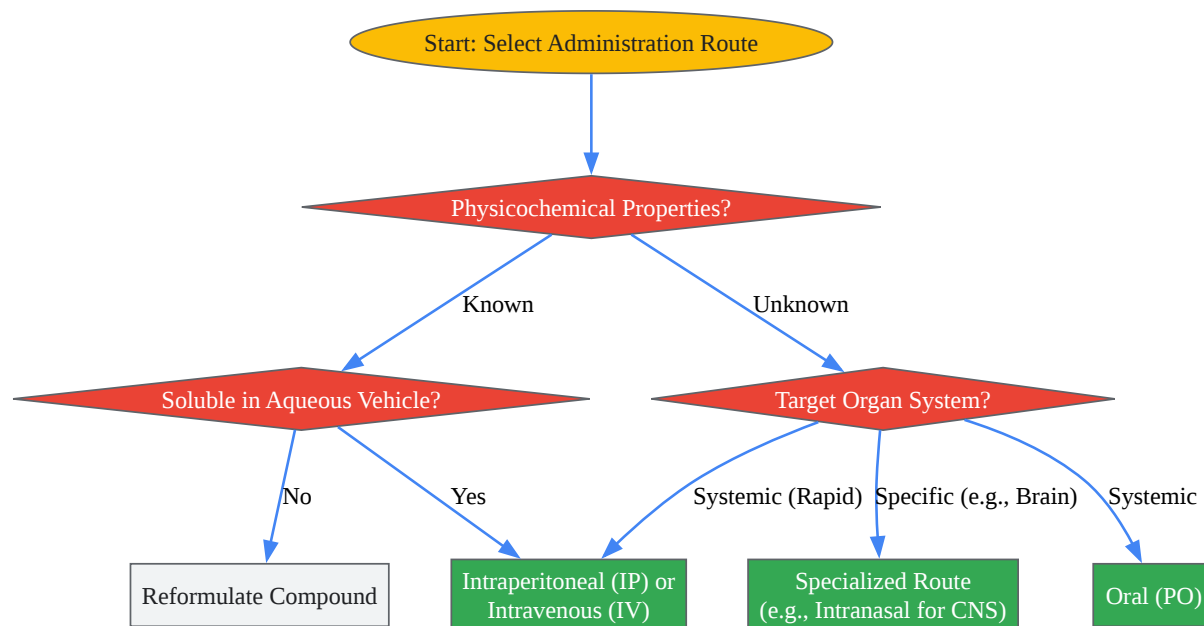 Start: Select Administration Route
Physicochemical Properties?
Known
Unknown
Soluble in Aqueous Vehicle?
Target Organ System?
No
Yes
Systemic (Rapid)
Specific (e.g., Brain)
Systemic
Reformulate Compound
Intraperitoneal (IP) or
Intravenous (IV)
Specialized Route
(e.g., Intranasal for CNS)
Oral (PO)